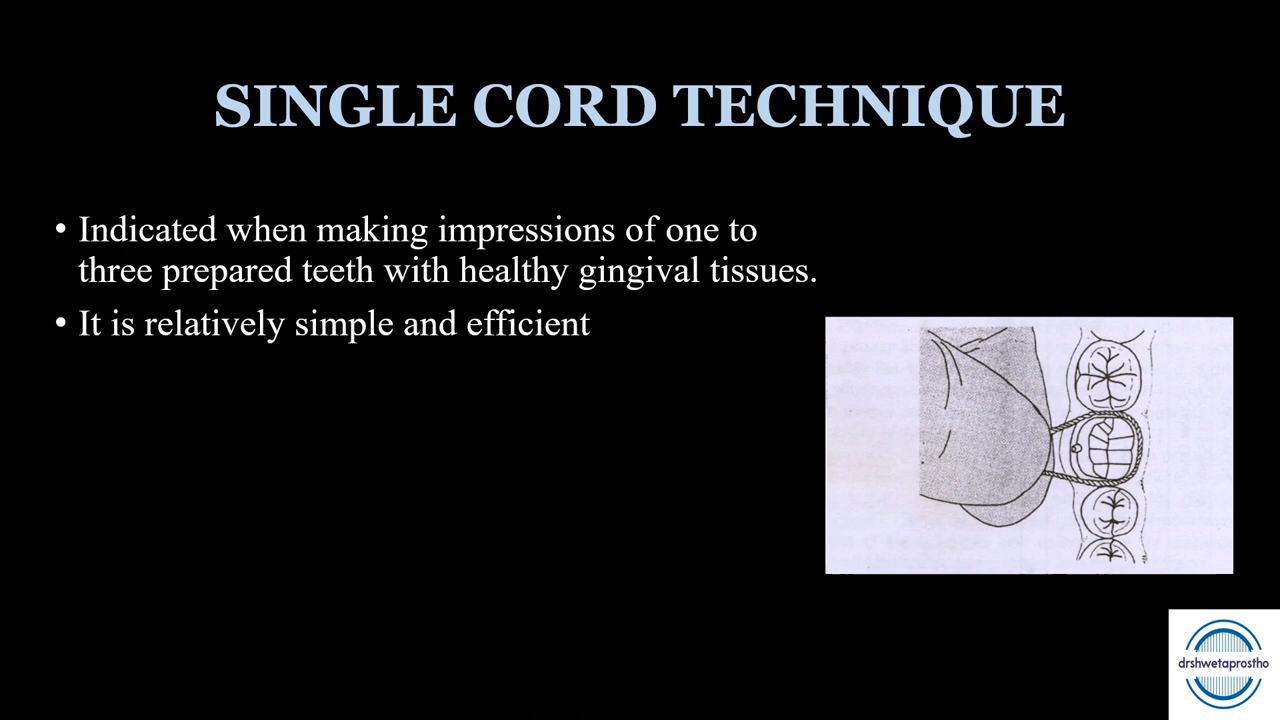 SINGLE CORD TECHNIQUE
• Indicated when making impressions of one to
three prepared teeth with healthy gingival tissues.
• It is relatively simple and efficient
drshwetaprostho